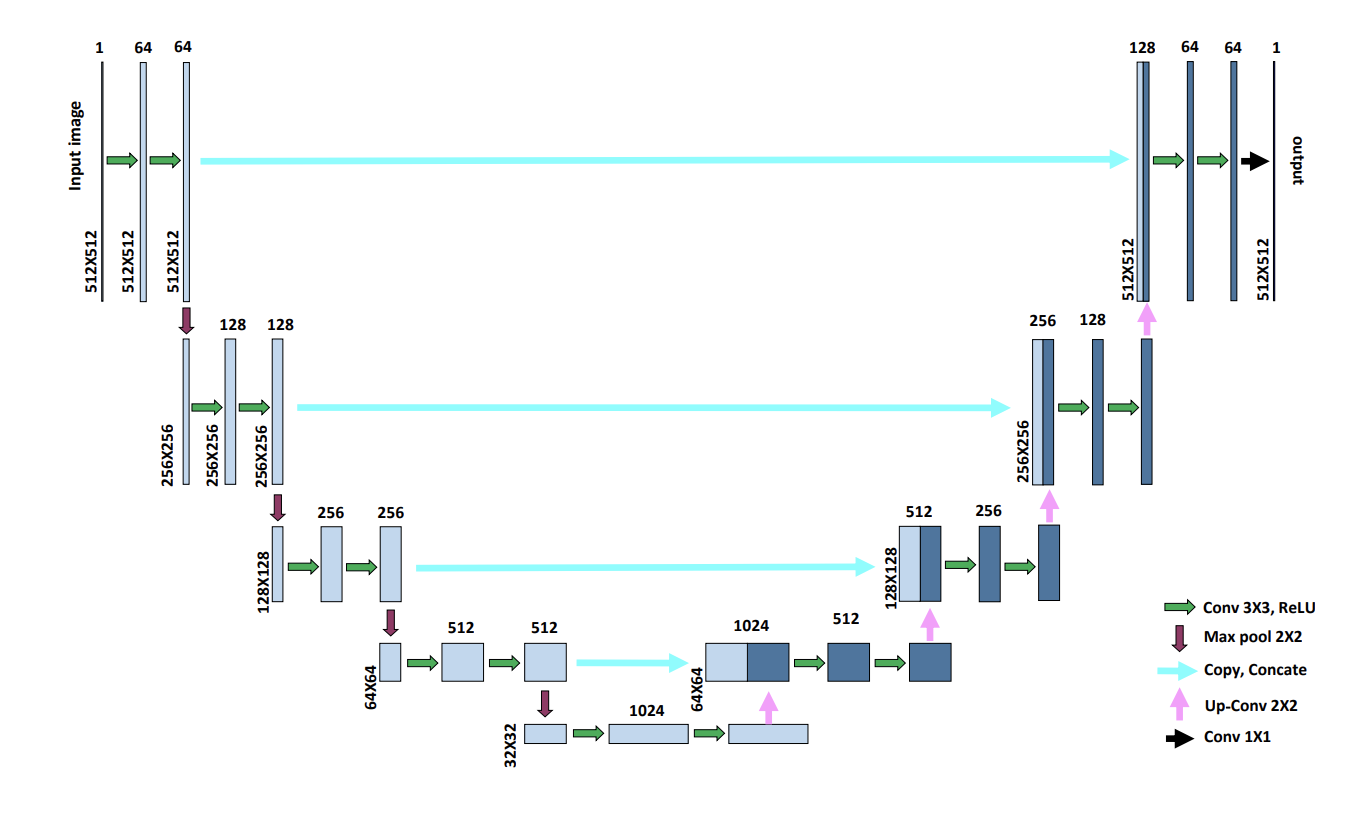 1 64 64
Input image
512X512
512X512
512X512
128 64 64 1
output
512X512
512X512
128 128
256X256
256X256
256X256
256 128
256X256
256 256
128X128
512 256
128X128
512 512
64X64
1024 512
64X64
1024
32X32
Conv 3X3, ReLU
Max pool 2X2
Copy, Concate
Up-Conv 2X2
Conv 1X1